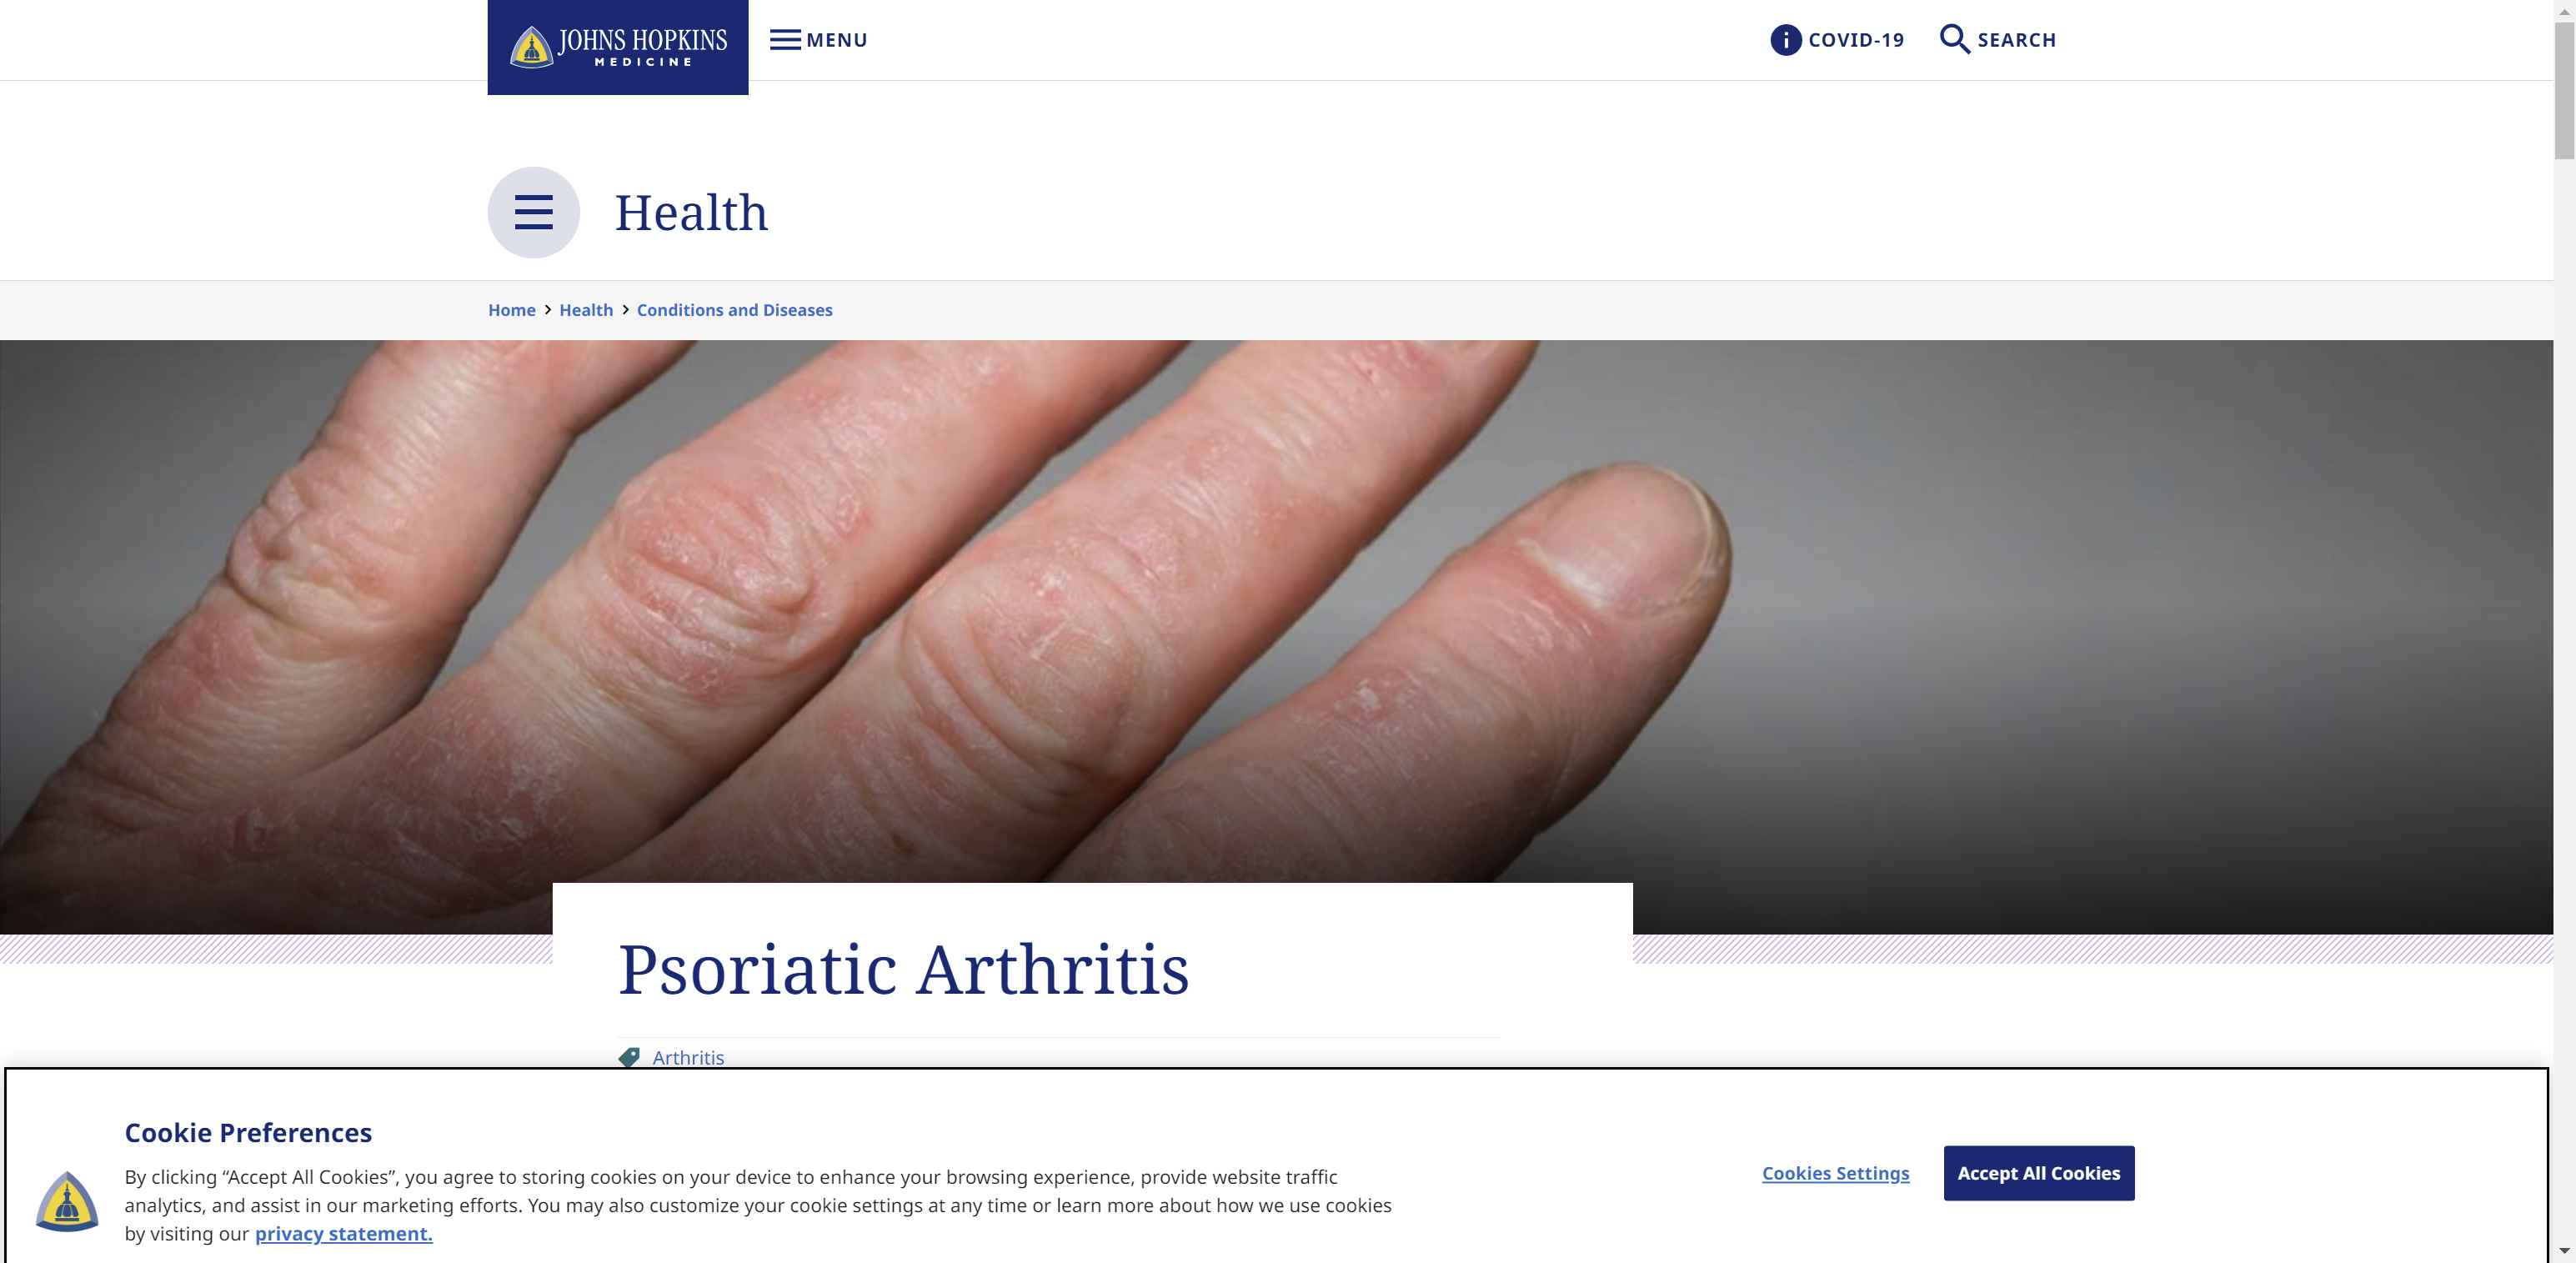 JOHNS HOPKINS
MEDICINE
MENU
COVID-19
SEARCH
Health
Home
Health
Conditions and Diseases
Psoriatic Arthritis
Arthritis
Cookie Preferences
By clicking “Accept All Cookies”, you agree to storing cookies on your device to enhance your browsing experience, provide website traffic
analytics, and assist in our marketing efforts. You may also customize your cookie settings at any time or learn more about how we use cookies
by visiting our privacy statement.
Cookies Settings
Accept All Cookies